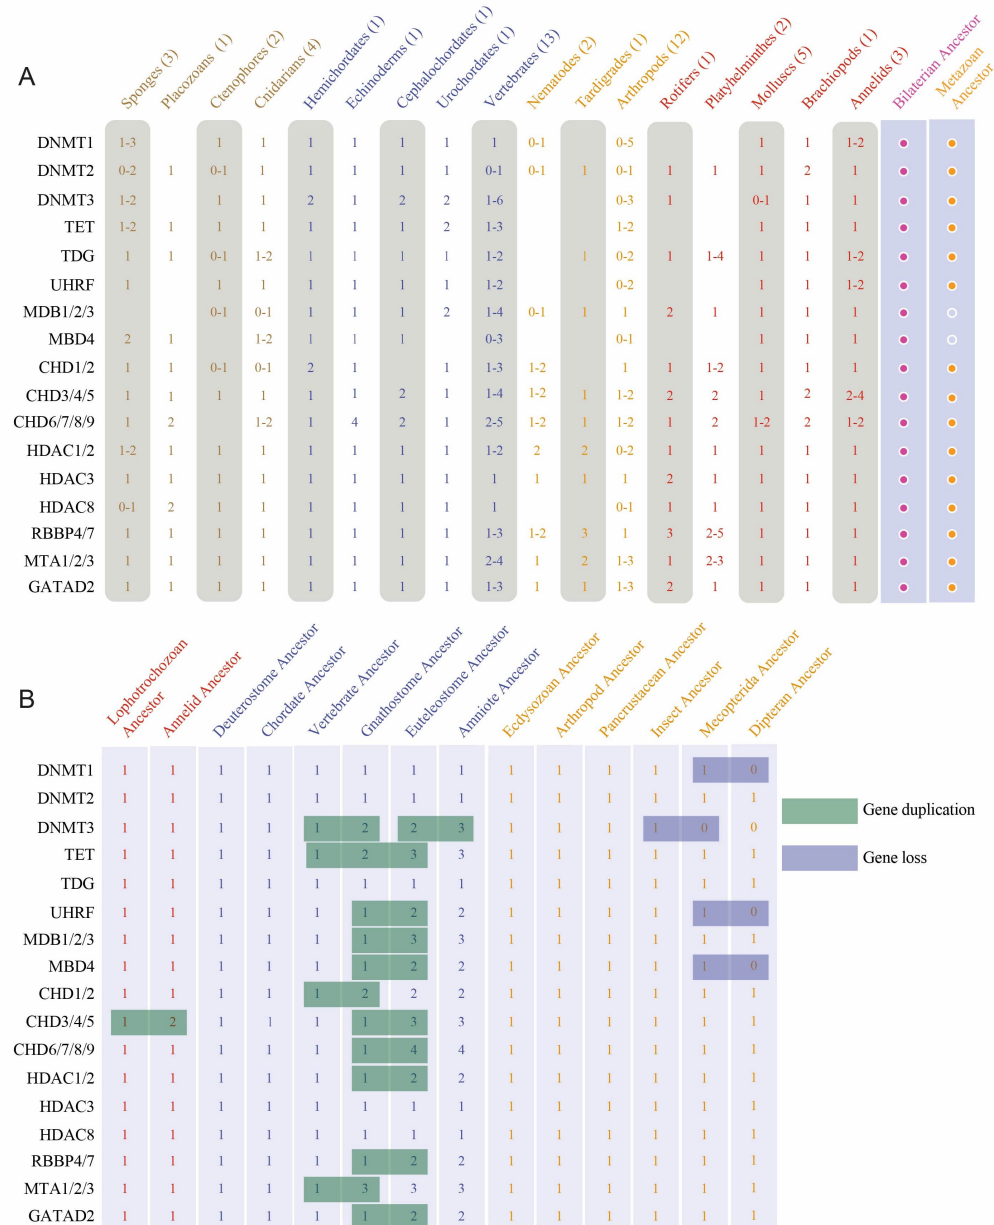 A
Sponges (3) Placozoans (1) Ctenophores (2) Cnidarians (4) Hemichordates (1) Echinoderms (1) Cephalochordates (1) Urochordates (1) Vertebrates (13) Nematodes (2) Tardigrades (1) Arthropods (12) Rotifers (1) Platyhelminthes (2) Molluscs (5) Brachiopods (1) Annelids (3) Bilaterian Ancestor Metazoan
Ancestor
DNMT1 1-3 1 1 1 1 1 1 1 0-1 0-5 1 1 1-2
DNMT2 0-2 1 0-1 1 1 1 1 1 0-1 0-1 1 0-1 1 1 1 2 1
DNMT3 1-2 1 1 2 1 2 2 1-6 0-3 1 0-1 1 1
TET 1-2 1 1 1 1 1 1 2 1-3 1-2 1 1 1
TDG 1 1 0-1 1-2 1 1 1 1 1-2 1 0-2 1 1-4 1 1 1-2
UHRF 1 1 1 1 1 1 1 1-2 0-2 1 1 1-2
MDB1/2/3 0-1 0-1 1 1 1 2 1-4 0-1 1 1 2 1 1 1 1
MBD4 2 1 1-2 1 1 1 0-3 0-1 1 1 1
CHD1/2 1 1 0-1 0-1 2 1 1 1-3 1-2 1 1 1-2 1 1 1
CHD3/4/5 1 1 1 1 1 1 2 1 1-4 1-2 1 1-2 2 2 1 2 2-4
CHD6/7/8/9 1 2 1-2 1 4 2 1 2-5 1-2 1 1-2 1 2 1-2 2 1-2
HDAC1/2 1-2 1 1 1 1 1 1 1 1-2 2 2 0-2 1 1 1 1 1
HDAC3 1 1 1 1 1 1 1 1 1 1 1 1 2 1 1 1
HDAC8 0-1 2 1 1 1 1 1 1 1 0-1 1 1 1 1 1
RBBP4/7 1 1 1 1 1 1 1 1 1-3 1-2 3 1 3 2-5 1 1 1
MTA1/2/3 1 1 1 1 1 1 1 1 2-4 1 2 1-3 1 2-3 1 1 1
GATAD2 1 1 1 1 1 1 1 1 1-3 1 1 1-3 2 1 1 1 1
B
Lophotrochozoan
Ancestor Annelid Ancestor Deuterostome Ancestor Chordate Ancestor Vertebrate Ancestor Gnathostome Ancestor Euteleostome Ancestor Amniote Ancestor Ecdysozoan Ancestor Arthropod Ancestor Pancrustacean Ancestor Insect Ancestor Mecopterida Ancestor Dipteran Ancestor
DNMT1 1 1 1 1 1 1 1 1 1 1 1 1 1 0
DNMT2 1 1 1 1 1 1 1 1 1 1 1 1 1 1
DNMT3 1 1 1 1 1 2 2 3 1 1 1 1 0 0
TET 1 1 1 1 1 2 3 3 1 1 1 1 1 1
TDG 1 1 1 1 1 1 1 1 1 1 1 1 1 1
UHRF 1 1 1 1 1 1 2 2 1 1 1 1 1 0
MDB1/2/3 1 1 1 1 1 1 3 3 1 1 1 1 1 1
MBD4 1 1 1 1 1 1 2 2 1 1 1 1 1 0
CHD1/2 1 1 1 1 1 2 2 2 1 1 1 1 1 1
CHD3/4/5 1 2 1 1 1 1 3 3 1 1 1 1 1 1
CHD6/7/8/9 1 1 1 1 1 1 4 4 1 1 1 1 1 1
HDAC1/2 1 1 1 1 1 1 2 2 1 1 1 1 1 1
HDAC3 1 1 1 1 1 1 1 1 1 1 1 1 1 1
HDAC8 1 1 1 1 1 1 1 1 1 1 1 1 1 1
RBBP4/7 1 1 1 1 1 1 2 2 1 1 1 1 1 1
MTA1/2/3 1 1 1 1 1 3 3 3 1 1 1 1 1 1
GATAD2 1 1 1 1 1 1 2 2 1 1 1 1 1 1
Gene duplication
Gene loss